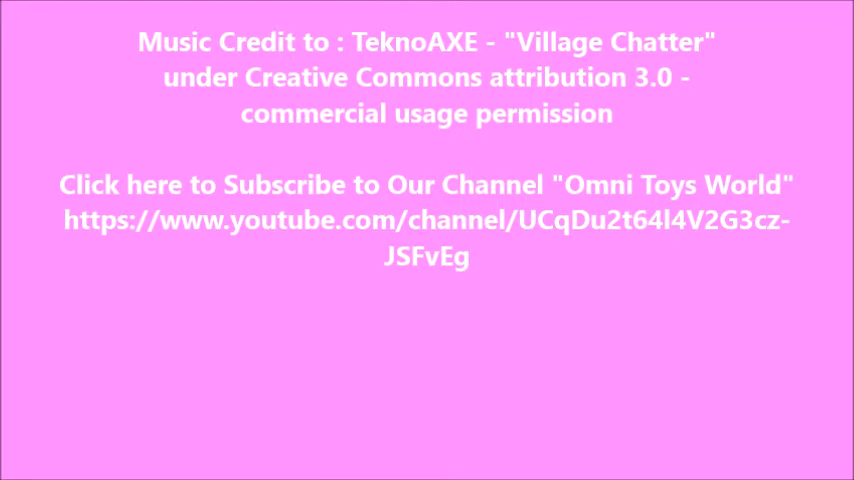 Music Credit to : TeknoAXE - "Village Chatter"
under Creative Commons attribution 3.0 -
commercial usage permission
Click here to Subscribe to Our Channel "Omni Toys World"
https://www.youtube.com/channel/UCqDu2t64l4V2G3cz-
JSFvEg